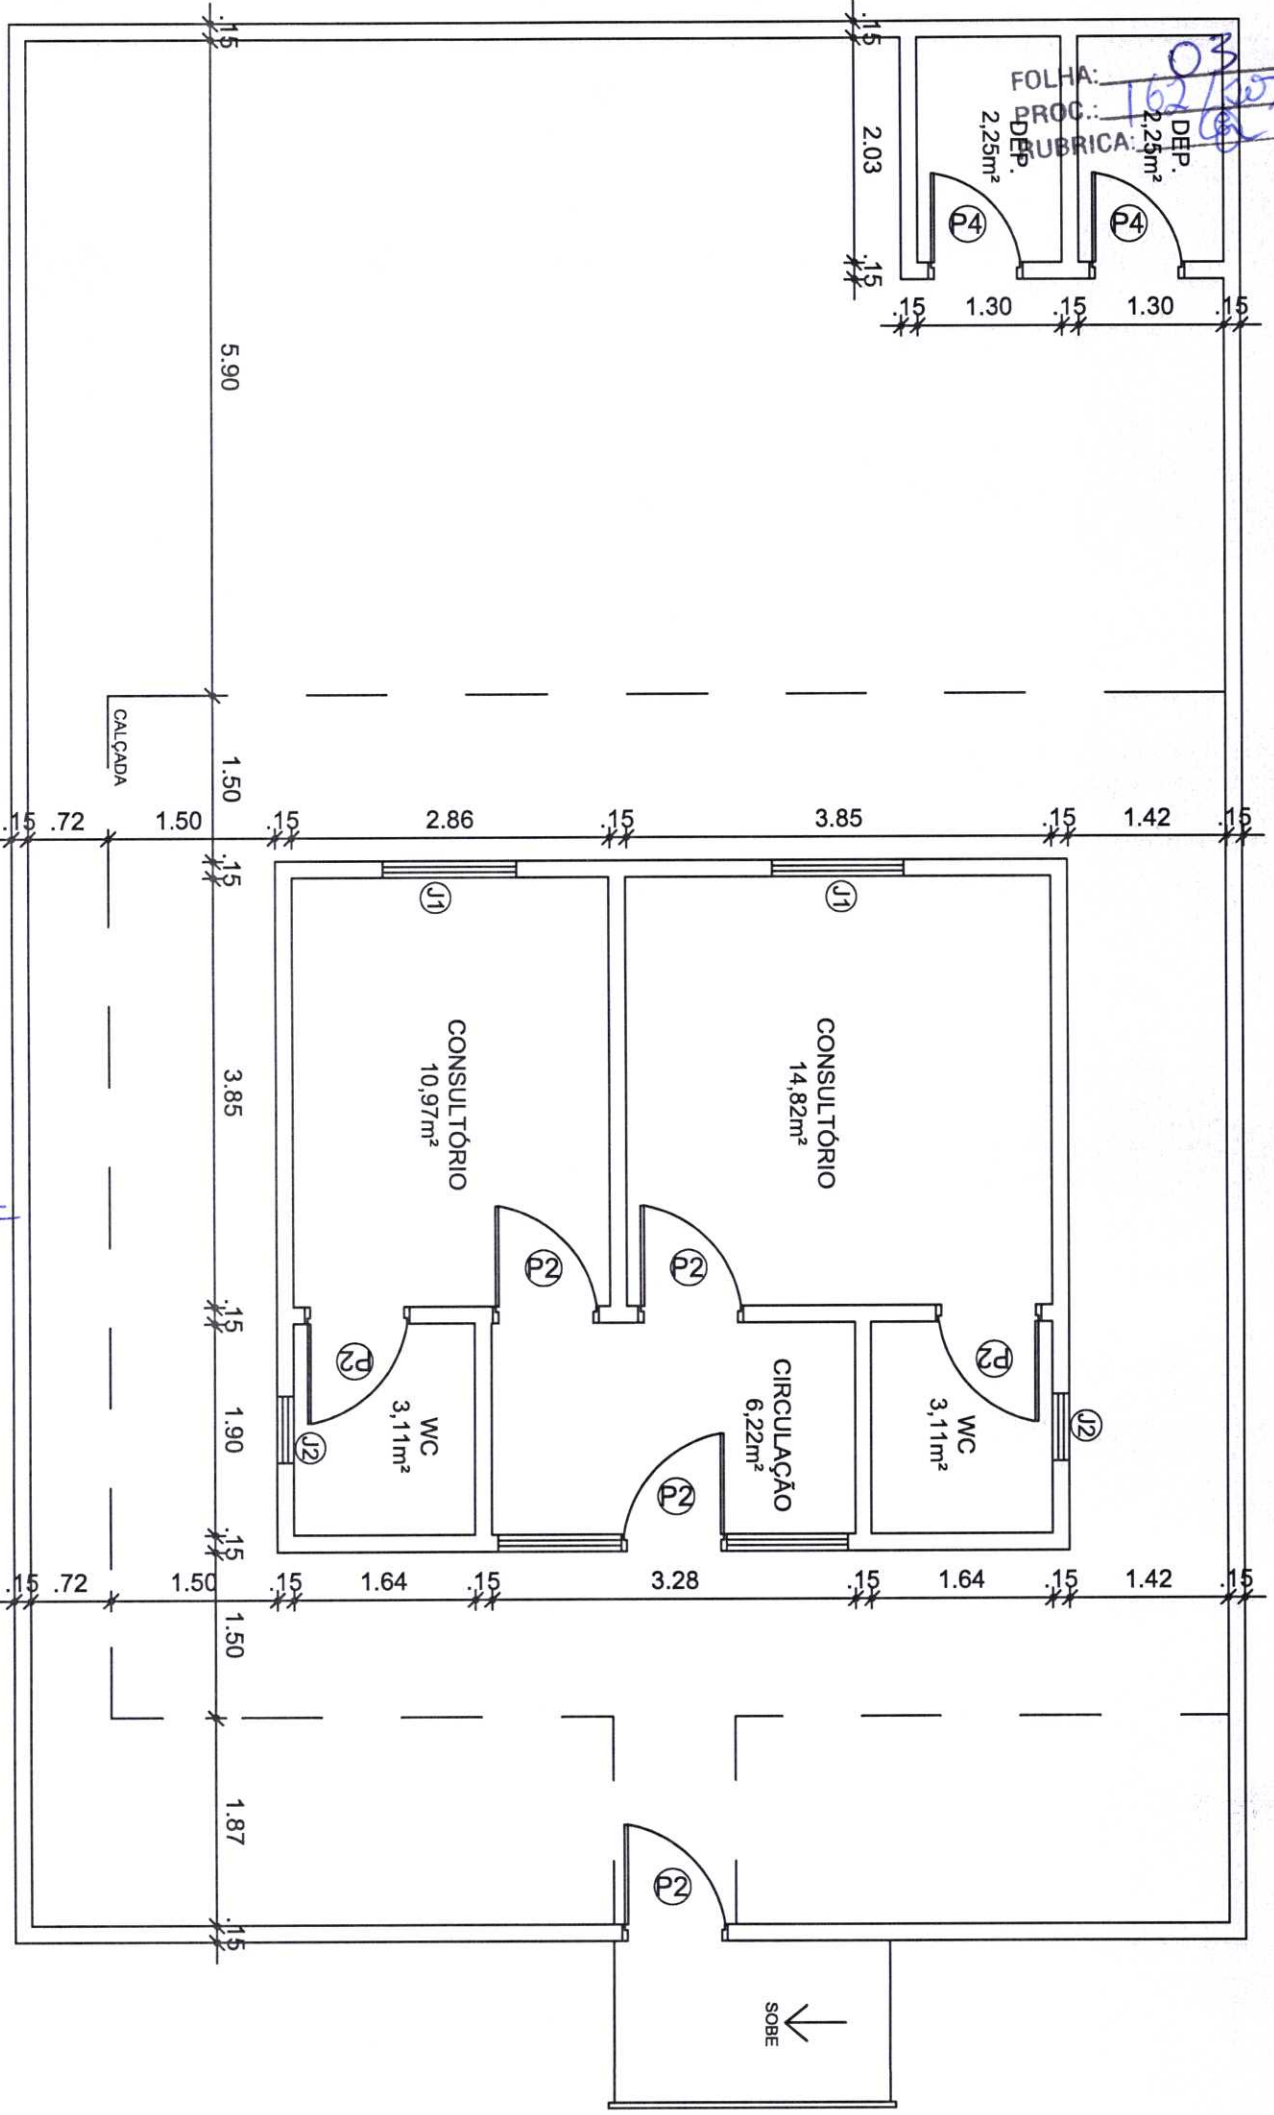 .15
.15
FOLHA: 03
PROC.: 162/
RUBRICA:
DEP.
2,25m²
DEP.
2,25m²
2.03
P4
P4
.15
.15
1.30
.15
1.30
.15
5.90
CALÇADA
1.50
.15
.72
1.50
.15
2.86
.15
3.85
.15
1.42
.15
.15
J1
J1
CONSULTÓRIO
10,97m²
CONSULTÓRIO
14,82m²
3.85
P2
P2
.15
P2
P2
WC
3,11m²
CIRCULAÇÃO
6,22m²
WC
3,11m²
J2
J2
1.90
P2
.15
.15
.72
1.50
.15
1.64
.15
3.28
.15
1.64
.15
1.42
.15
1.50
1.87
P2
.15
SOBE